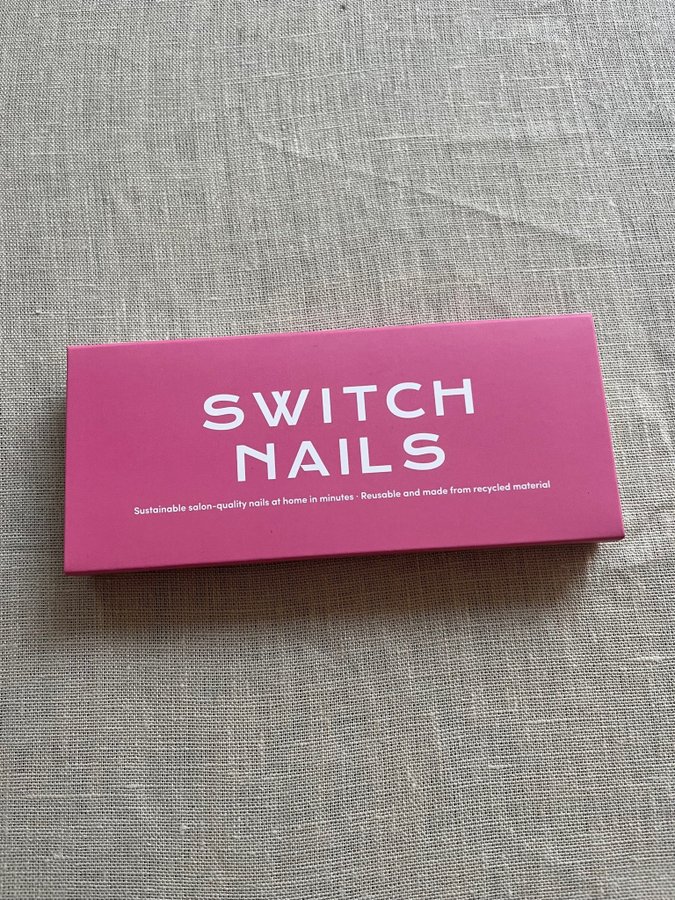 SWITCH
NAILS
Sustainable salon-quality nails at home in minutes · Reusable and made from recycled material